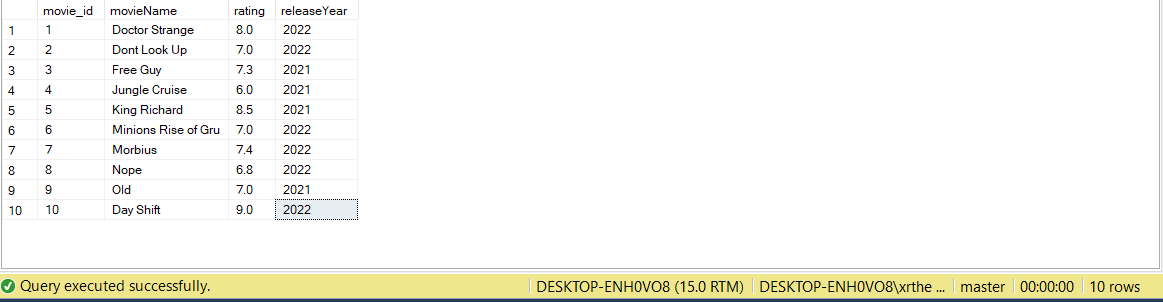 movie_id movieName rating releaseYear
1 1 Doctor Strange 8.0 2022
2 2 Dont Look Up 7.0 2022
3 3 Free Guy 7.3 2021
4 4 Jungle Cruise 6.0 2021
5 5 King Richard 8.5 2021
6 6 Minions Rise of Gru 7.0 2022
7 7 Morbius 7.4 2022
8 8 Nope 6.8 2022
9 9 Old 7.0 2021
10 10 Day Shift 9.0 2022
Query executed successfully. DESKTOP-ENH0VO8 (15.0 RTM) DESKTOP-ENH0VO8\xrthe ... master 00:00:00 10 rows